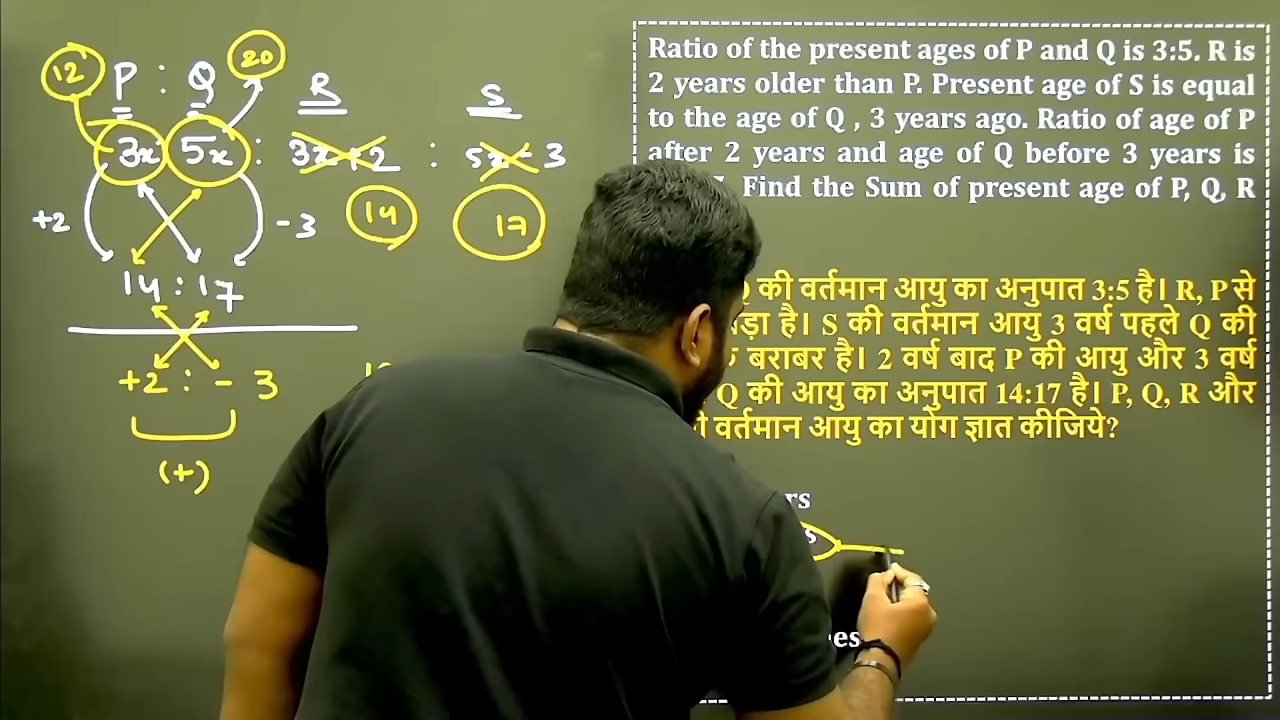 12 P : Q 20 R S
3x 5x : 3x+2 : 5x-3
+2 -3 14 17
14 : 17
+2 : - 3
(+)
Ratio of the present ages of P and Q is 3:5. R is
2 years older than P. Present age of S is equal
to the age of Q , 3 years ago. Ratio of age of P
after 2 years and age of Q before 3 years is
Find the Sum of present age of P, Q, R
की वर्तमान आयु का अनुपात 3:5 है। R, P से
है। S की वर्तमान आयु 3 वर्ष पहले Q की
बराबर है। 2 वर्ष बाद P की आयु और 3 वर्ष
Q की आयु का अनुपात 14:17 है। P, Q, R और
वर्तमान आयु का योग ज्ञात कीजिये?